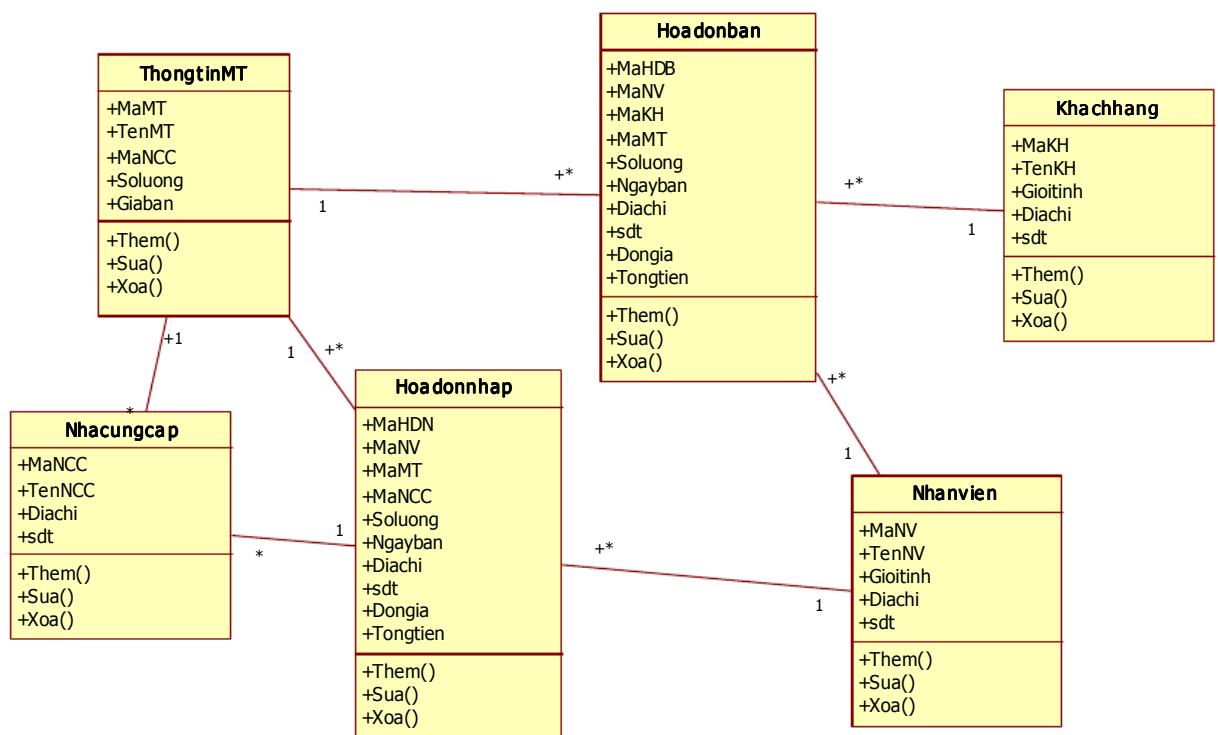 ThongtinMT
+MaMT
+TenMT
+MaNCC
+Soluong
+Giaban
+Them()
+Sua()
+Xoa()
Hoadonban
+MaHDB
+MaNV
+MaKH
+MaMT
+Soluong
+Ngayban
+Diachi
+sdt
+Dongia
+Tongtien
+Them()
+Sua()
+Xoa()
Khachhang
+MaKH
+TenKH
+Gioitinh
+Diachi
+sdt
+Them()
+Sua()
+Xoa()
1
+*
+*
1
+1
*
1
+*
+*
1
Nhacungcap
+MaNCC
+TenNCC
+Diachi
+sdt
+Them()
+Sua()
+Xoa()
*
1
Hoadonnhap
+MaHDN
+MaNV
+MaMT
+MaNCC
+Soluong
+Ngayban
+Diachi
+sdt
+Dongia
+Tongtien
+Them()
+Sua()
+Xoa()
+*
1
Nhanvien
+MaNV
+TenNV
+Gioitinh
+Diachi
+sdt
+Them()
+Sua()
+Xoa()